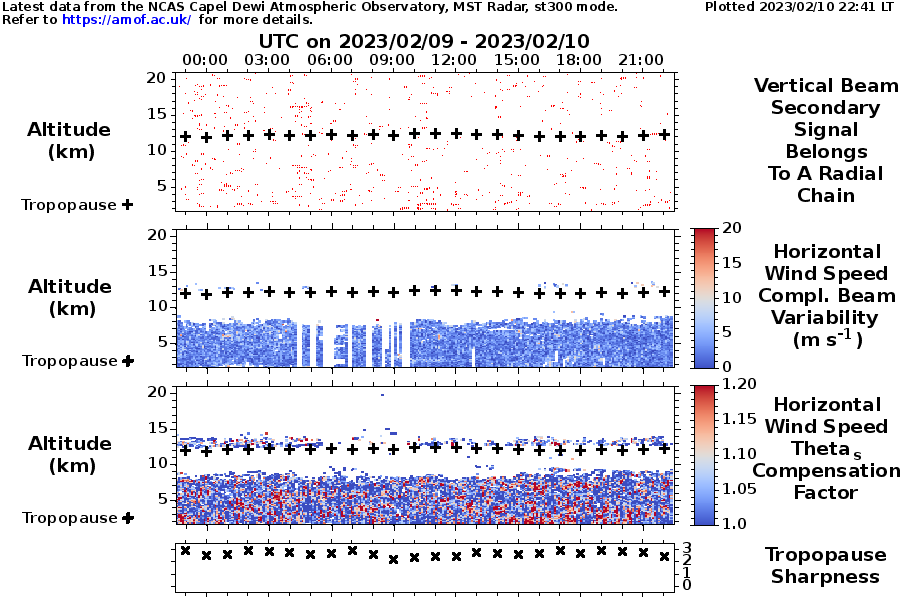 Latest data from the NCAS Capel Dewi Atmospheric Observatory, MST Radar, st300 mode.
Plotted 2023/02/10 22:41 LT
Refer to https://amof.ac.uk/ for more details.
UTC on 2023/02/09 - 2023/02/10
00:00 03:00 06:00 09:00 12:00 15:00 18:00 21:00
20
15
10
5
Altitude
(km)
Tropopause +
Vertical Beam
Secondary
Signal
Belongs
To A Radial
Chain
20
15
10
5
Altitude
(km)
Tropopause +
20
15
10
5
0
Horizontal
Wind Speed
Compl. Beam
Variability
(m s-1)
20
15
10
5
Altitude
(km)
Tropopause +
1.20
1.15
1.10
1.05
1.0
Horizontal
Wind Speed
Theta s
Compensation
Factor
3
2
1
0
Tropopause
Sharpness